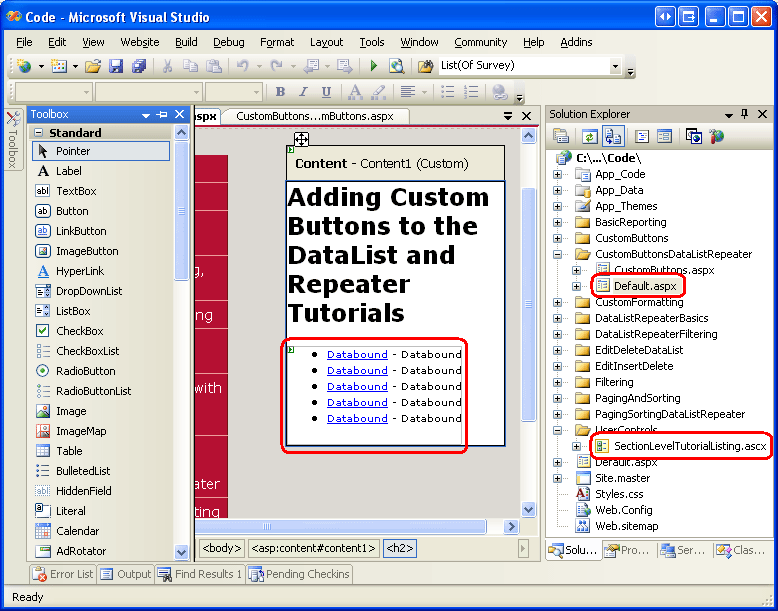 Code - Microsoft Visual Studio
File Edit View Website Build Debug Format Layout Tools Window Community Help Addins
List(Of Survey)
B I U A
Toolbox
Toolbox
Standard
Pointer
Label
TextBox
Button
LinkButton
ImageButton
HyperLink
DropDownList
ListBox
CheckBox
CheckBoxList
RadioButton
RadioButtonList
Image
ImageMap
Table
BulletedList
HiddenField
Literal
Calendar
AdRotator
spx CustomButtons...mButtons.aspx
g,
ing
with
ater
ting
Content - Content1 (Custom)
Adding Custom
Buttons to the
DataList and
Repeater
Tutorials
Databound - Databound
Databound - Databound
Databound - Databound
Databound - Databound
Databound - Databound
<body> <asp:content#content1> <h2>
Solution Explorer
C:\...\Code\
App_Code
App_Data
App_Themes
BasicReporting
CustomButtons
CustomButtonsDataListRepeater
CustomButtons.aspx
Default.aspx
CustomFormatting
DataListRepeaterBasics
DataListRepeaterFiltering
EditDeleteDataList
EditInsertDelete
Filtering
PagingAndSorting
PagingSortingDataListRepeater
UserControls
SectionLevelTutorialListing.ascx
Default.aspx
Site.master
Styles.css
Web.Config
Web.sitemap
Solu... Pro... Ser... Clas...
Error List Output Find Results 1 Pending Checkins
Ready